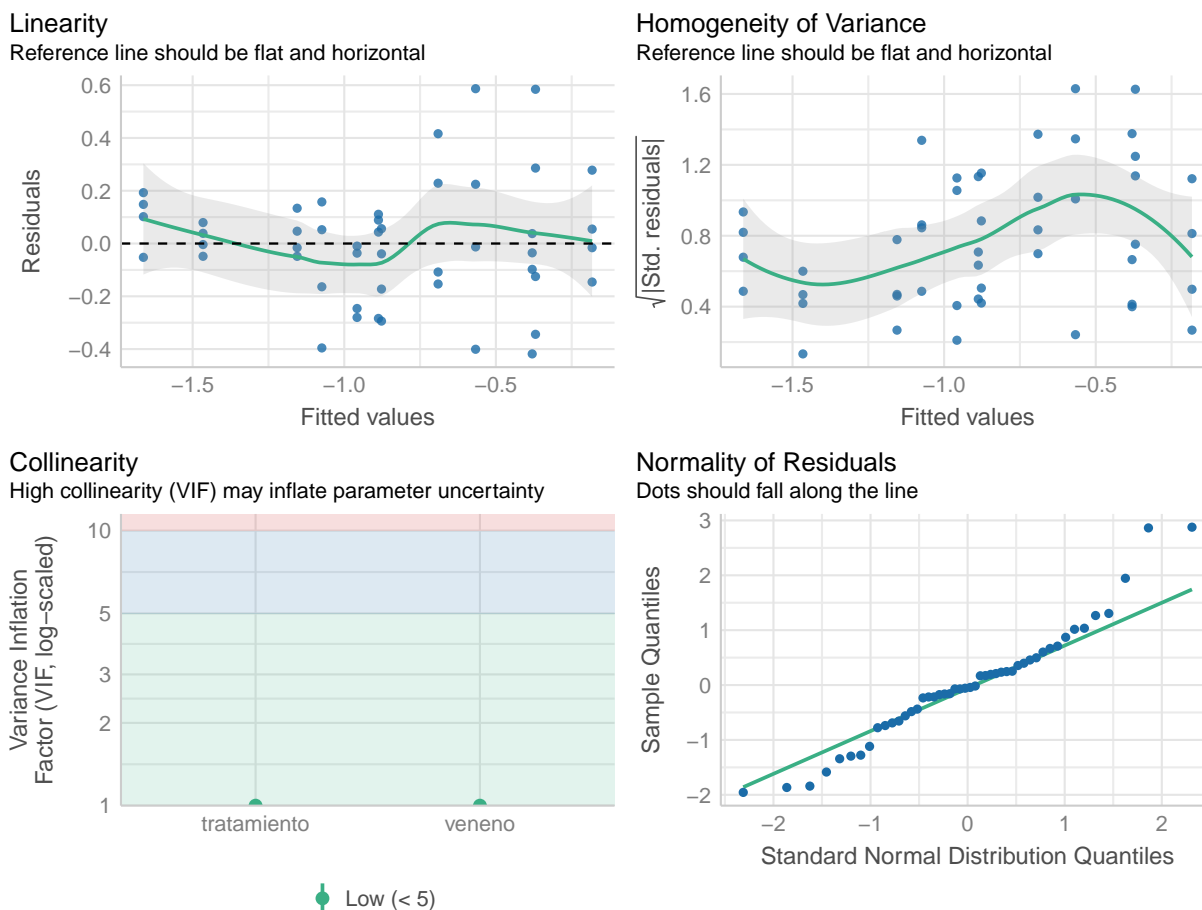 Linearity
Reference line should be flat and horizontal
0.6
0.4
0.2
0.0
−0.2
−0.4
Residuals
−1.5
−1.0
−0.5
Fitted values
Homogeneity of Variance
Reference line should be flat and horizontal
1.6
1.2
0.8
0.4
√|Std. residuals|
−1.5
−1.0
−0.5
Fitted values
Collinearity
High collinearity (VIF) may inflate parameter uncertainty
10
5
3
2
1
Variance Inflation
Factor (VIF, log−scaled)
tratamiento
veneno
Low (< 5)
Normality of Residuals
Dots should fall along the line
3
2
1
0
−1
−2
Sample Quantiles
−2
−1
0
1
2
Standard Normal Distribution Quantiles